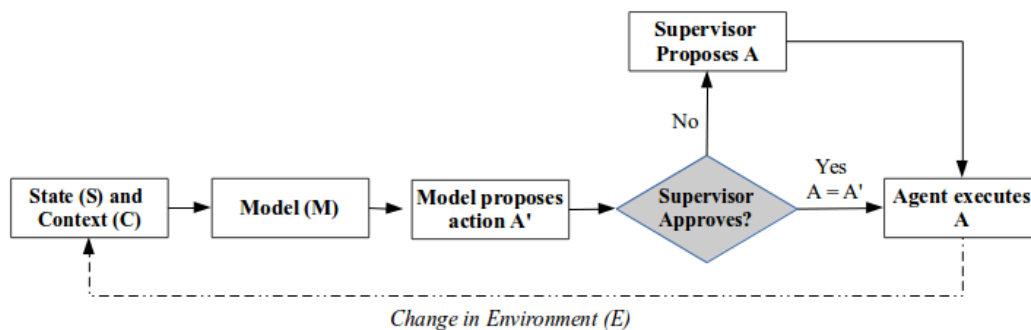 Supervisor
Proposes A
No
Yes
A = A'
State (S) and
Context (C)
Model (M)
Model proposes
action A'
Supervisor
Approves?
Agent executes
A
Change in Environment (E)